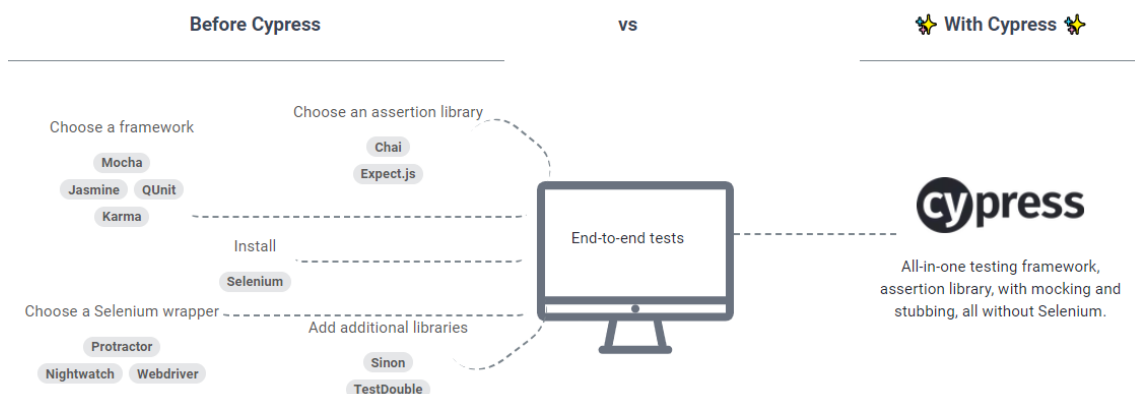 Before Cypress
vs
With Cypress
Choose a framework
Mocha
Jasmine QUnit
Karma
Choose an assertion library
Chai
Expect.js
Install
Selenium
Choose a Selenium wrapper
Protractor
Nightwatch Webdriver
Add additional libraries
Sinon
TestDouble
End-to-end tests
cypress
All-in-one testing framework,
assertion library, with mocking and
stubbing, all without Selenium.